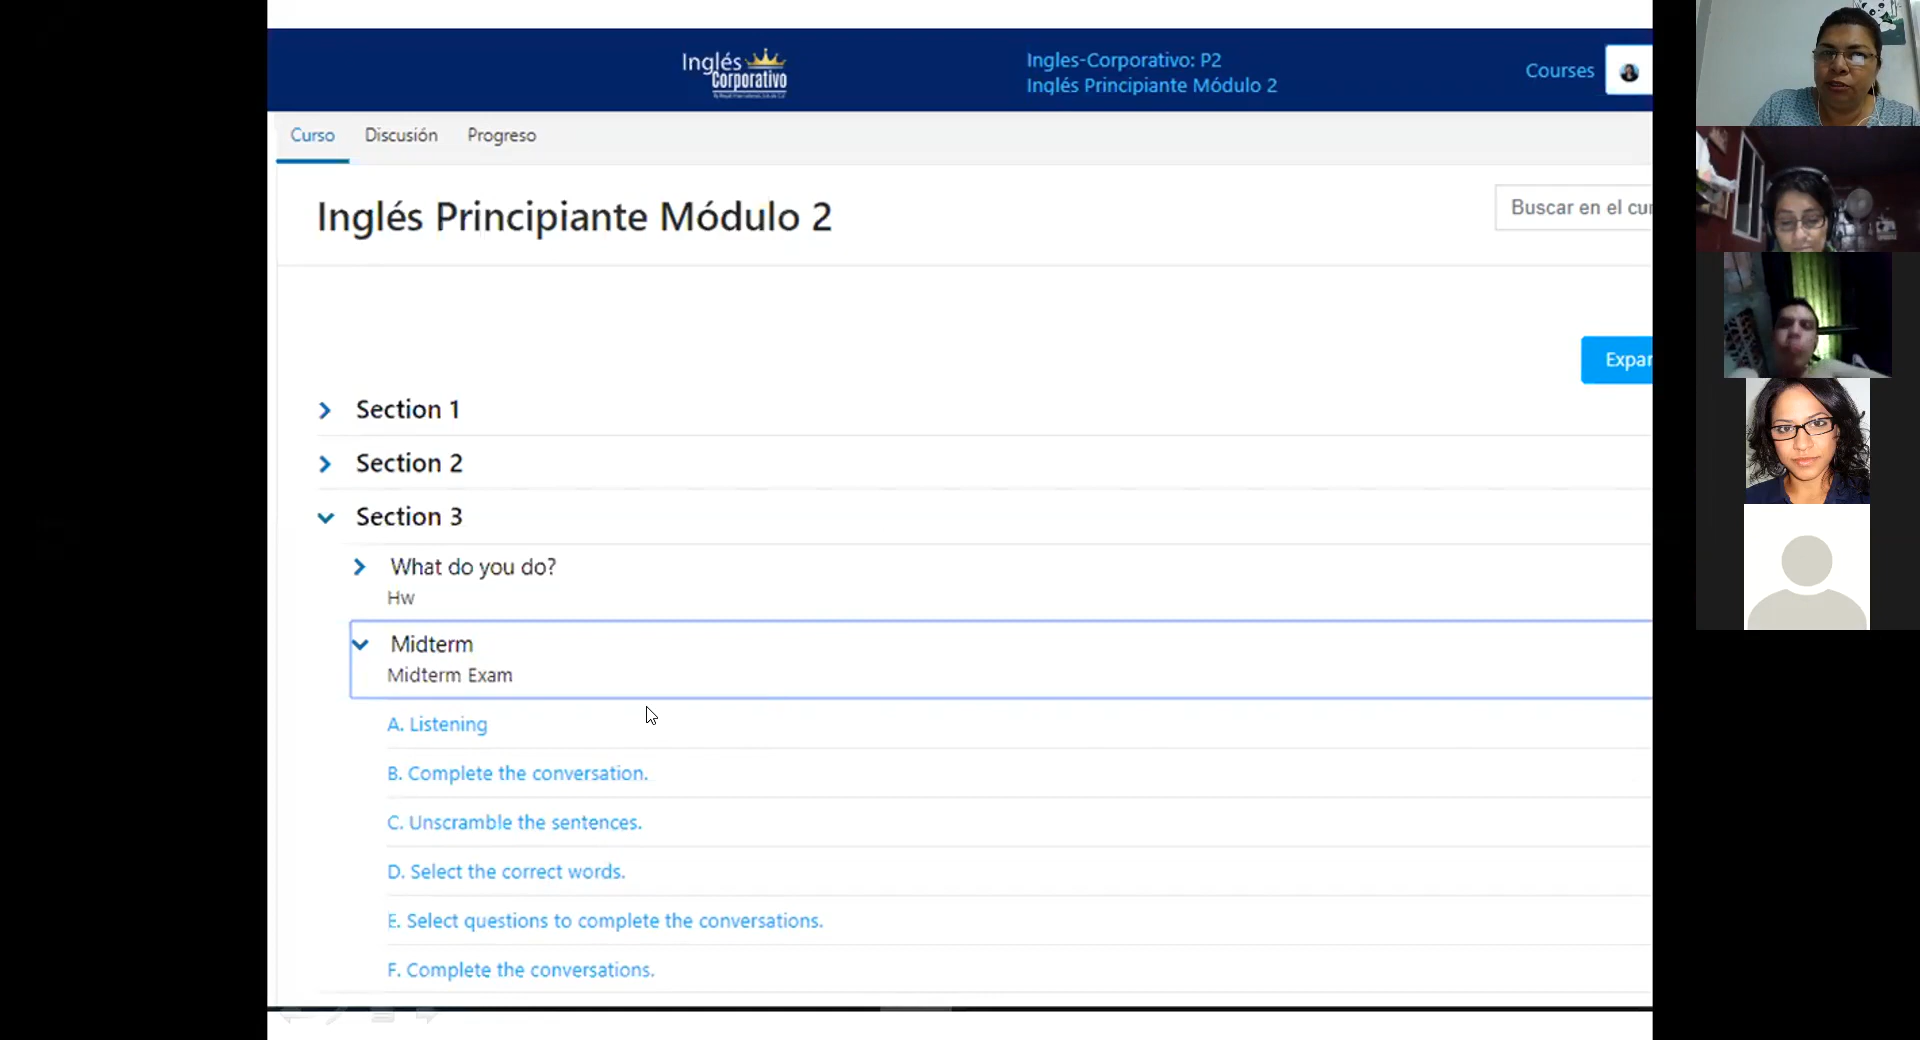 Inglés
Corporativo
Ingles-Corporativo: P2
Inglés Principiante Módulo 2
Courses
Curso
Discusión
Progreso
Inglés Principiante Módulo 2
Buscar en el cur
Expan
Section 1
Section 2
Section 3
What do you do?
Hw
Midterm
Midterm Exam
A. Listening
B. Complete the conversation.
C. Unscramble the sentences.
D. Select the correct words.
E. Select questions to complete the conversations.
F. Complete the conversations.